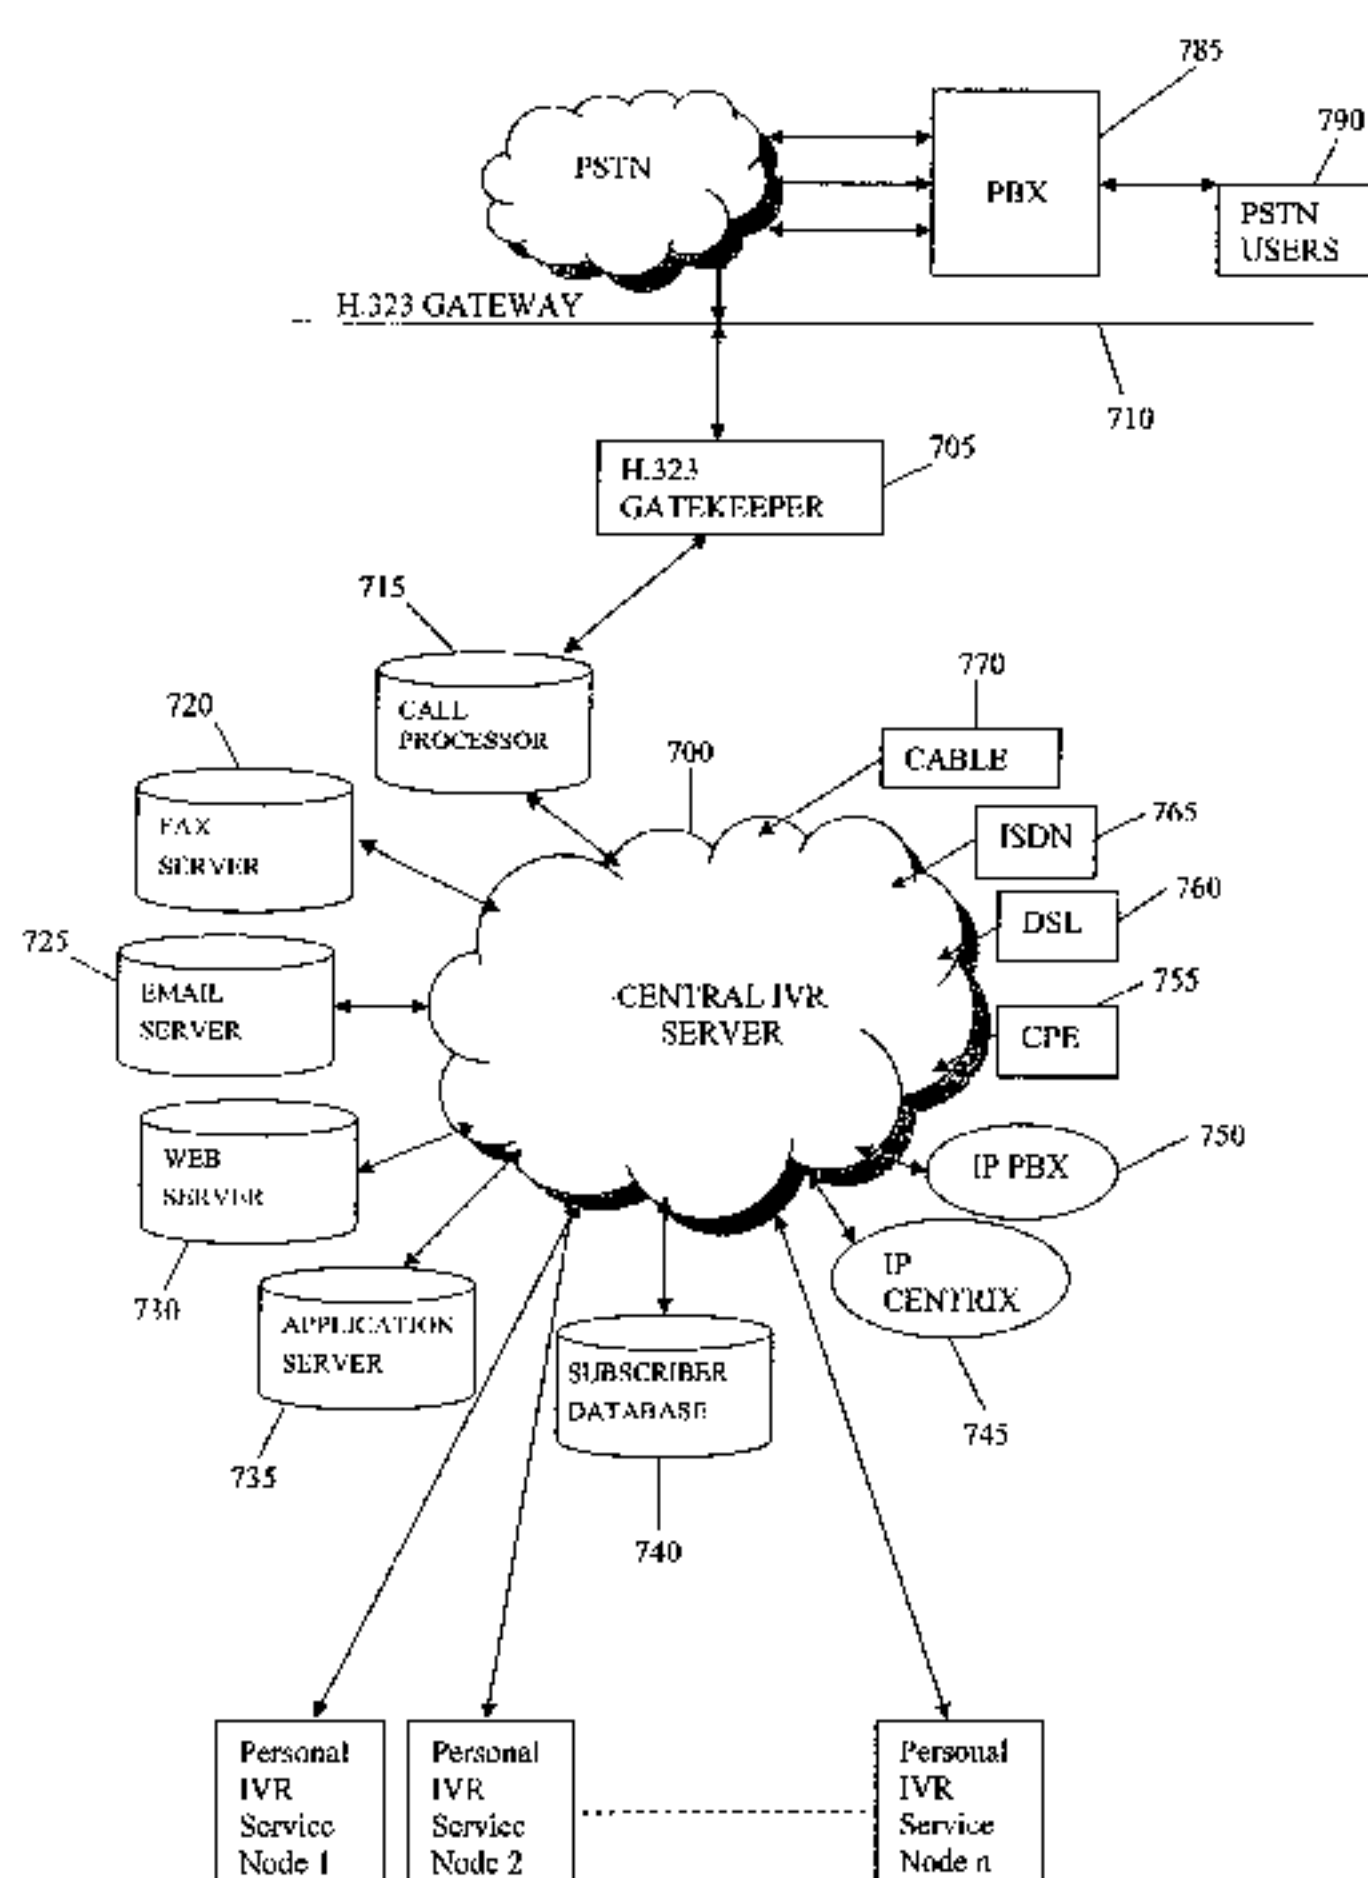 785
790
PSTN
PBX
PSTN
USERS
H.323 GATEWAY
710
705
H.323
GATEKEEPER
715
770
720
CALL
PROCESSOR
700
CABLE
765
FAX
SERVER
ISDN
760
725
DSL
EMAIL
SERVER
CENTRAL IVR
SERVER
755
CPE
WEB
SERVER
750
IP PBX
730
IP
CENTRIX
APPLICATION
SERVER
SUBSCRIBER
DATABASE
745
735
740
Personal
IVR
Service
Node 1
Personal
IVR
Service
Node 2
Personal
IVR
Service
Node n